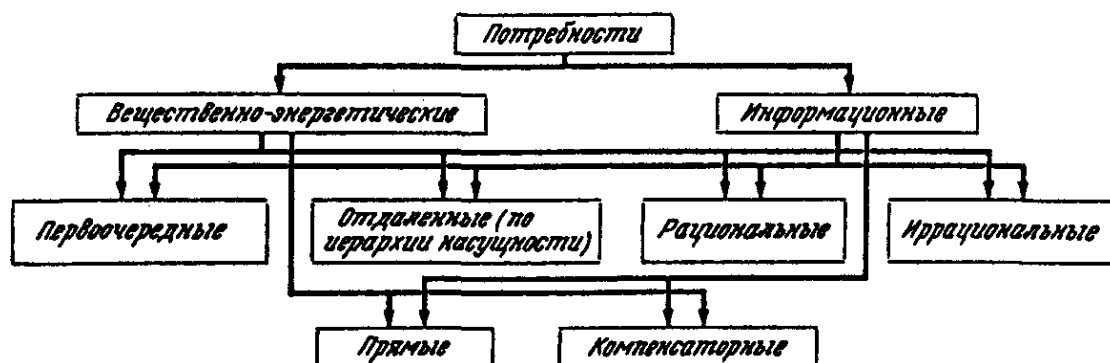 Потребности
Вещественно-энергетические
Информационные
Первоочередные
Отдаленные (по
иерархии насущности)
Рациональные
Иррациональные
Прямые
Компенсаторные